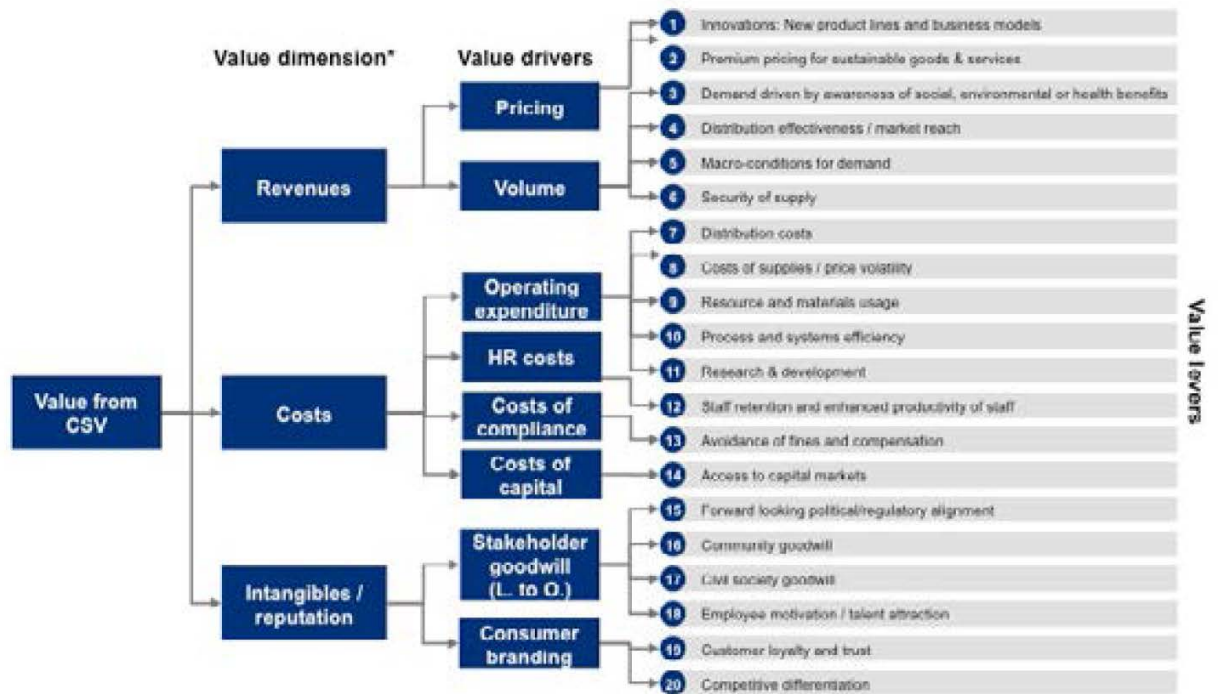 Value dimension*
Value drivers
Value from
CSV
Revenues
Costs
Intangibles /
reputation
Pricing
Volume
Operating
expenditure
HR costs
Costs of
compliance
Costs of
capital
Stakeholder
goodwill
(L. to O.)
Consumer
branding
1 Innovations: New product lines and business models
2 Premium pricing for sustainable goods & services
3 Demand driven by awareness of social, environmental or health benefits
4 Distribution effectiveness / market reach
5 Macro-conditions for demand
6 Security of supply
7 Distribution costs
8 Costs of supplies / price volatility
9 Resource and materials usage
10 Process and systems efficiency
11 Research & development
12 Staff retention and enhanced productivity of staff
13 Avoidance of fines and compensation
14 Access to capital markets
15 Forward looking political/regulatory alignment
16 Community goodwill
17 Civil society goodwill
18 Employee motivation / talent attraction
19 Customer loyalty and trust
20 Competitive differentiation
Value levers